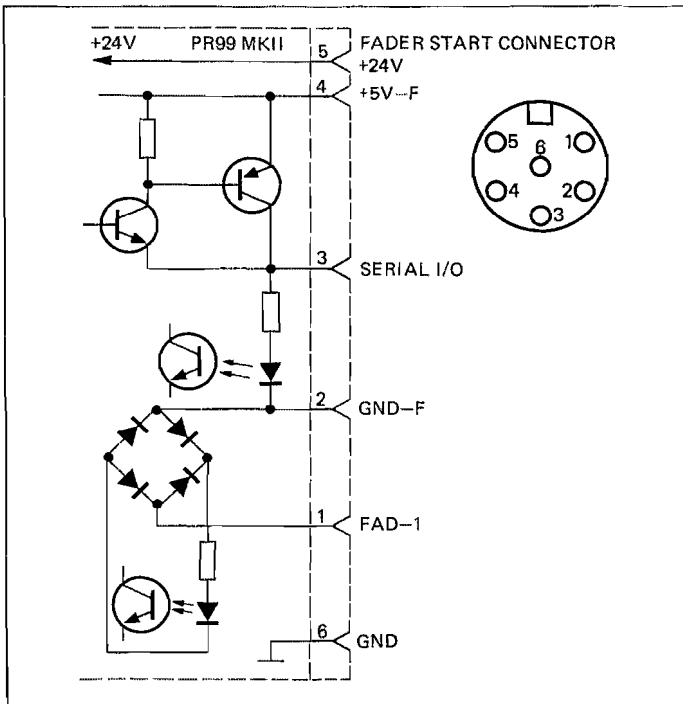 +24V PR99 MKII 5 FADER START CONNECTOR
+24V
4 +5V-F
5 6 1
4 2
3
3 SERIAL I/O
2 GND-F
1 FAD-1
6 GND